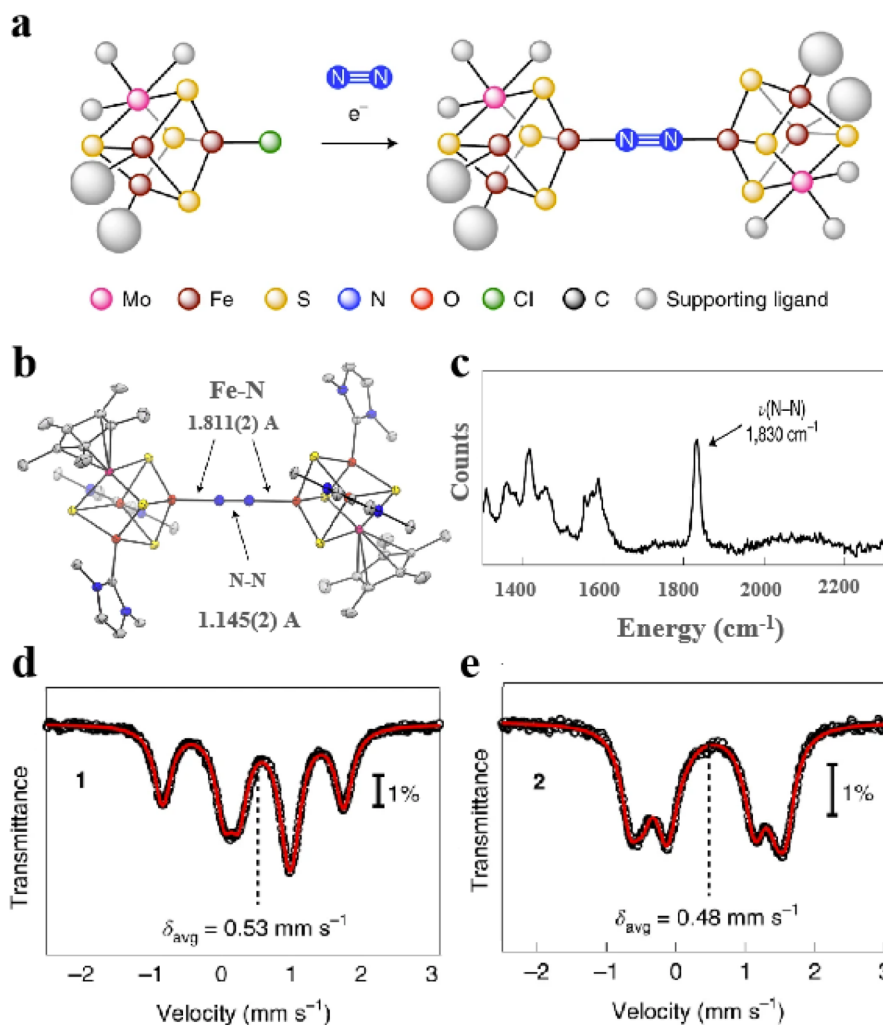 a
N≡N
e⁻
N≡N
Mo Fe S N O Cl C Supporting ligand
b
Fe-N
1.811(2) A
N-N
1.145(2) A
c
ν(N–N)
1,830 cm⁻¹
Counts
1400 1600 1800 2000 2200
Energy (cm⁻¹)
d
1
1%
Transmittance
δavg = 0.53 mm s⁻¹
−2 −1 0 1 2 3
Velocity (mm s⁻¹)
e
2
1%
Transmittance
δavg = 0.48 mm s⁻¹
−2 −1 0 1 2 3
Velocity (mm s⁻¹)